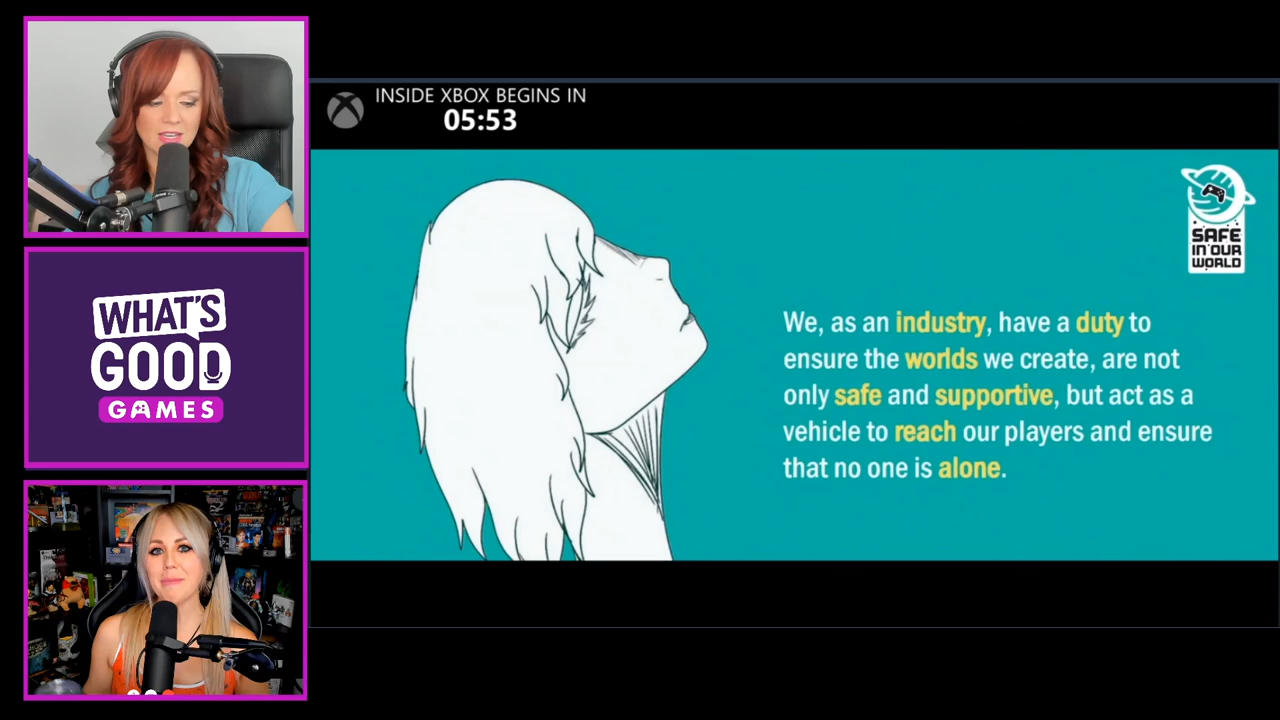 WHAT'S
GOOD
GAMES
INSIDE XBOX BEGINS IN
05:53
SAFE
IN OUR
WORLD
We, as an industry, have a duty to
ensure the worlds we create, are not
only safe and supportive, but act as a
vehicle to reach our players and ensure
that no one is alone.